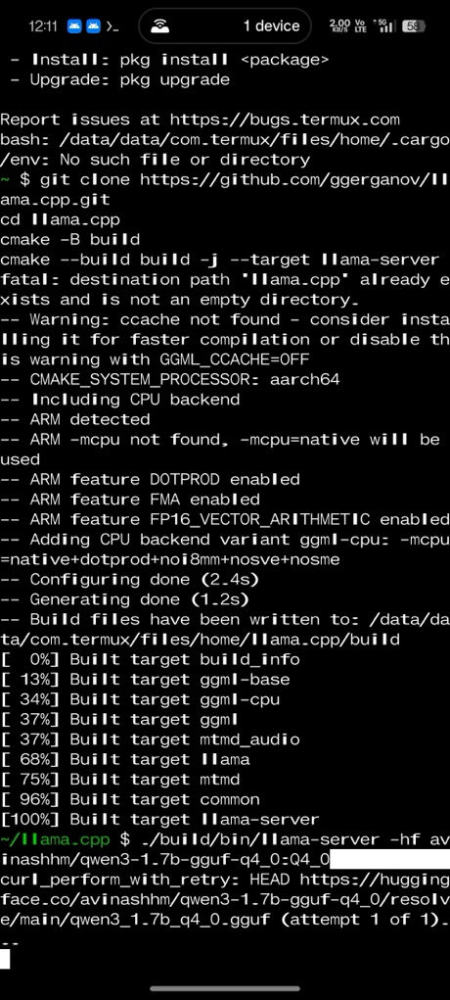 12:11
1 device
2.00 KB/S
Vo LTE
5G
58
- Install: pkg install <package>
- Upgrade: pkg upgrade
Report issues at https://bugs.termux.com
bash: /data/data/com.termux/files/home/.cargo
/env: No such file or directory
~ $ git clone https://github.com/ggerganov/ll
ama.cpp.git
cd llama.cpp
cmake -B build
cmake --build build -j --target llama-server
fatal: destination path 'llama.cpp' already e
xists and is not an empty directory.
-- Warning: ccache not found - consider insta
lling it for faster compilation or disable th
is warning with GGML_CCACHE=OFF
-- CMAKE_SYSTEM_PROCESSOR: aarch64
-- Including CPU backend
-- ARM detected
-- ARM -mcpu not found, -mcpu=native will be
used
-- ARM feature DOTPROD enabled
-- ARM feature FMA enabled
-- ARM feature FP16_VECTOR_ARITHMETIC enabled
-- Adding CPU backend variant ggml-cpu: -mcpu
=native+dotprod+noi8mm+nosve+nosme
-- Configuring done (2.4s)
-- Generating done (1.2s)
-- Build files have been written to: /data/da
ta/com.termux/files/home/llama.cpp/build
[  0%] Built target build_info
[ 13%] Built target ggml-base
[ 34%] Built target ggml-cpu
[ 37%] Built target ggml
[ 37%] Built target mtmd_audio
[ 68%] Built target llama
[ 75%] Built target mtmd
[ 96%] Built target common
[100%] Built target llama-server
~/llama.cpp $ ./build/bin/llama-server -hf av
inashhm/qwen3-1.7b-gguf-q4_0:Q4_0
curl_perform_with_retry: HEAD https://hugging
face.co/avinashhm/qwen3-1.7b-gguf-q4_0/resolv
e/main/qwen3_1.7b_q4_0.gguf (attempt 1 of 1).
..